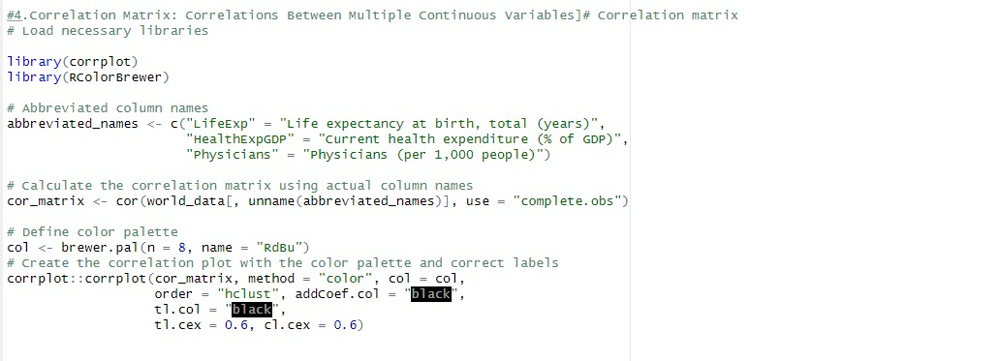 #4.Correlation Matrix: Correlations Between Multiple Continuous Variables]# Correlation matrix
# Load necessary libraries
library(corrplot)
library(RColorBrewer)
# Abbreviated column names
abbreviated_names <- c("LifeExp" = "Life expectancy at birth, total (years)",
"HealthExpGDP" = "Current health expenditure (% of GDP)",
"Physicians" = "Physicians (per 1,000 people)")
# Calculate the correlation matrix using actual column names
cor_matrix <- cor(world_data[, unname(abbreviated_names)], use = "complete.obs")
# Define color palette
col <- brewer.pal(n = 8, name = "RdBu")
# Create the correlation plot with the color palette and correct labels
corrplot::corrplot(cor_matrix, method = "color", col = col,
order = "hclust", addCoef.col = "black",
tl.col = "black",
tl.cex = 0.6, cl.cex = 0.6)